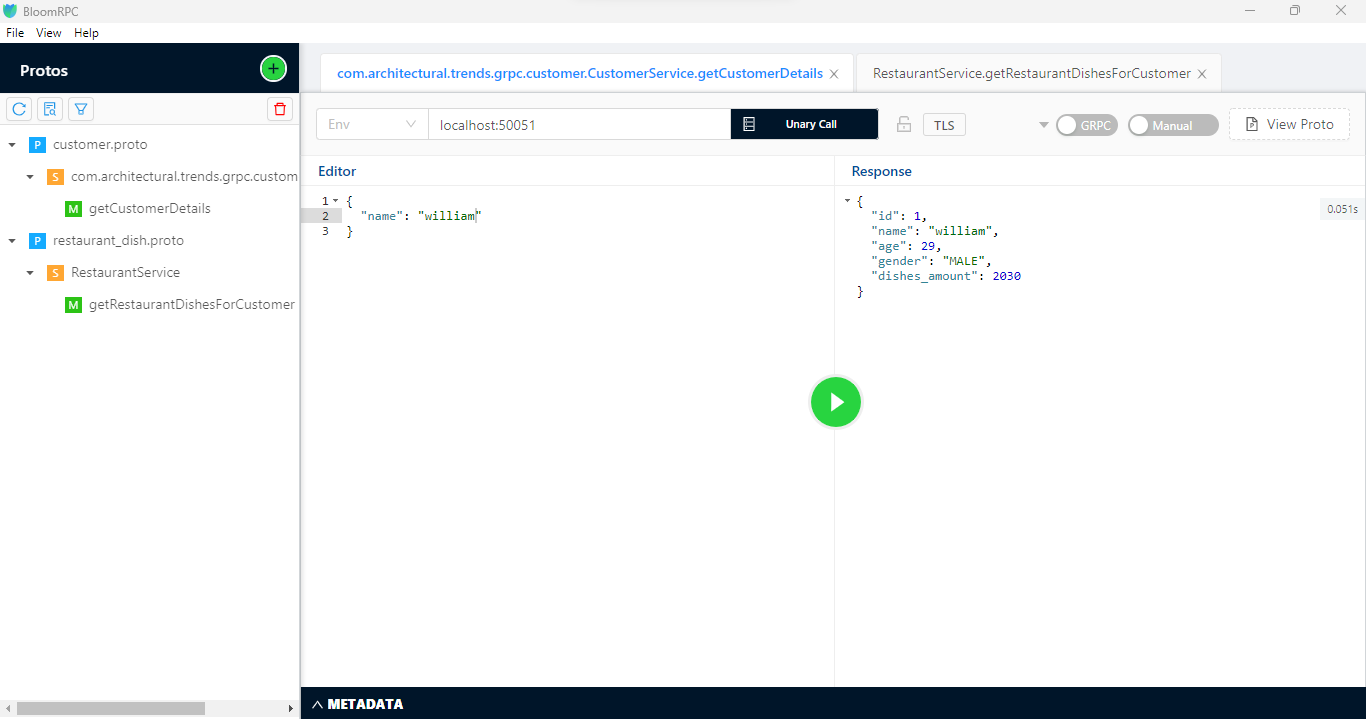 BloomRPC
File View Help
Protos
com.architectural.trends.grpc.customer.CustomerService.getCustomerDetails
RestaurantService.getRestaurantDishesForCustomer
Env
localhost:50051
Unary Call
TLS
GRPC
Manual
View Proto
P customer.proto
S com.architectural.trends.grpc.custom
M getCustomerDetails
P restaurant_dish.proto
S RestaurantService
M getRestaurantDishesForCustomer
Editor
1 {
2 "name": "william"
3 }
Response
{
"id": 1,
"name": "william",
"age": 29,
"gender": "MALE",
"dishes_amount": 2030
}
0.051s
METADATA